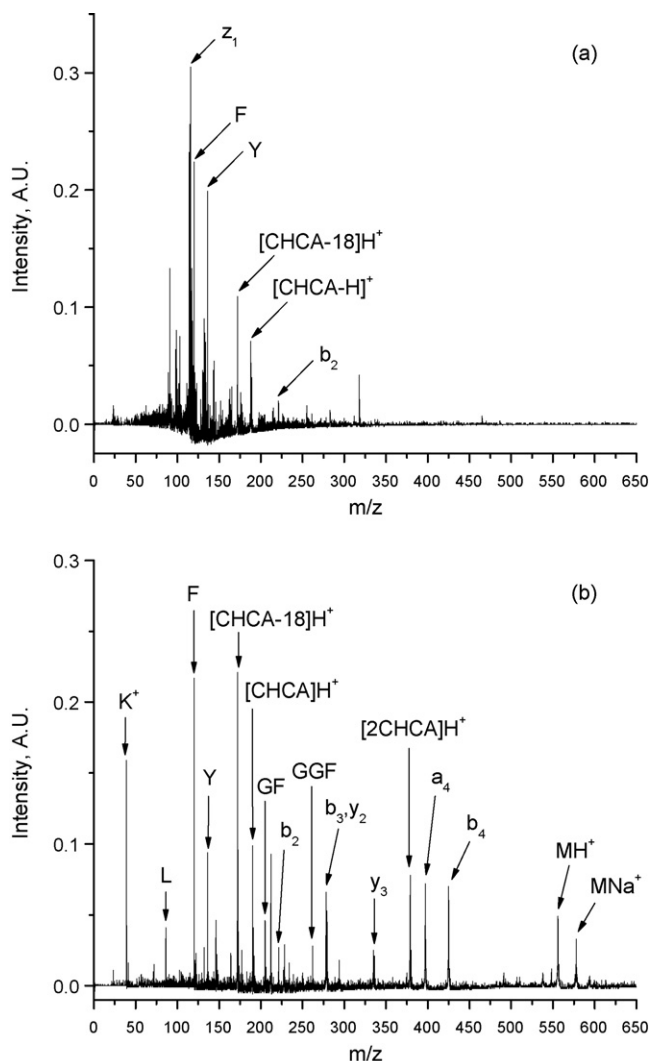 (a)
z₁
F
Y
[CHCA-18]H⁺
[CHCA-H]⁺
b₂
Intensity, A.U.
0.3
0.2
0.1
0.0
0 50 100 150 200 250 300 350 400 450 500 550 600 650
m/z
(b)
F
[CHCA-18]H⁺
K⁺
[CHCA]H⁺
[2CHCA]H⁺
Y
GF
GGF
a₄
b₃,y₂
b₄
L
b₂
y₃
MH⁺
MNa⁺
Intensity, A.U.
0.3
0.2
0.1
0.0
0 50 100 150 200 250 300 350 400 450 500 550 600 650
m/z